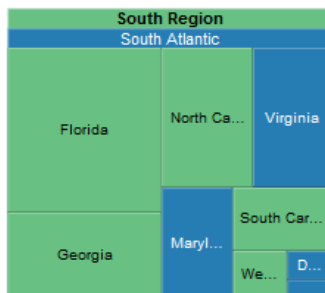 South Region
South Atlantic
Florida
North Ca...
Virginia
Georgia
Maryl...
South Car...
We...
D...